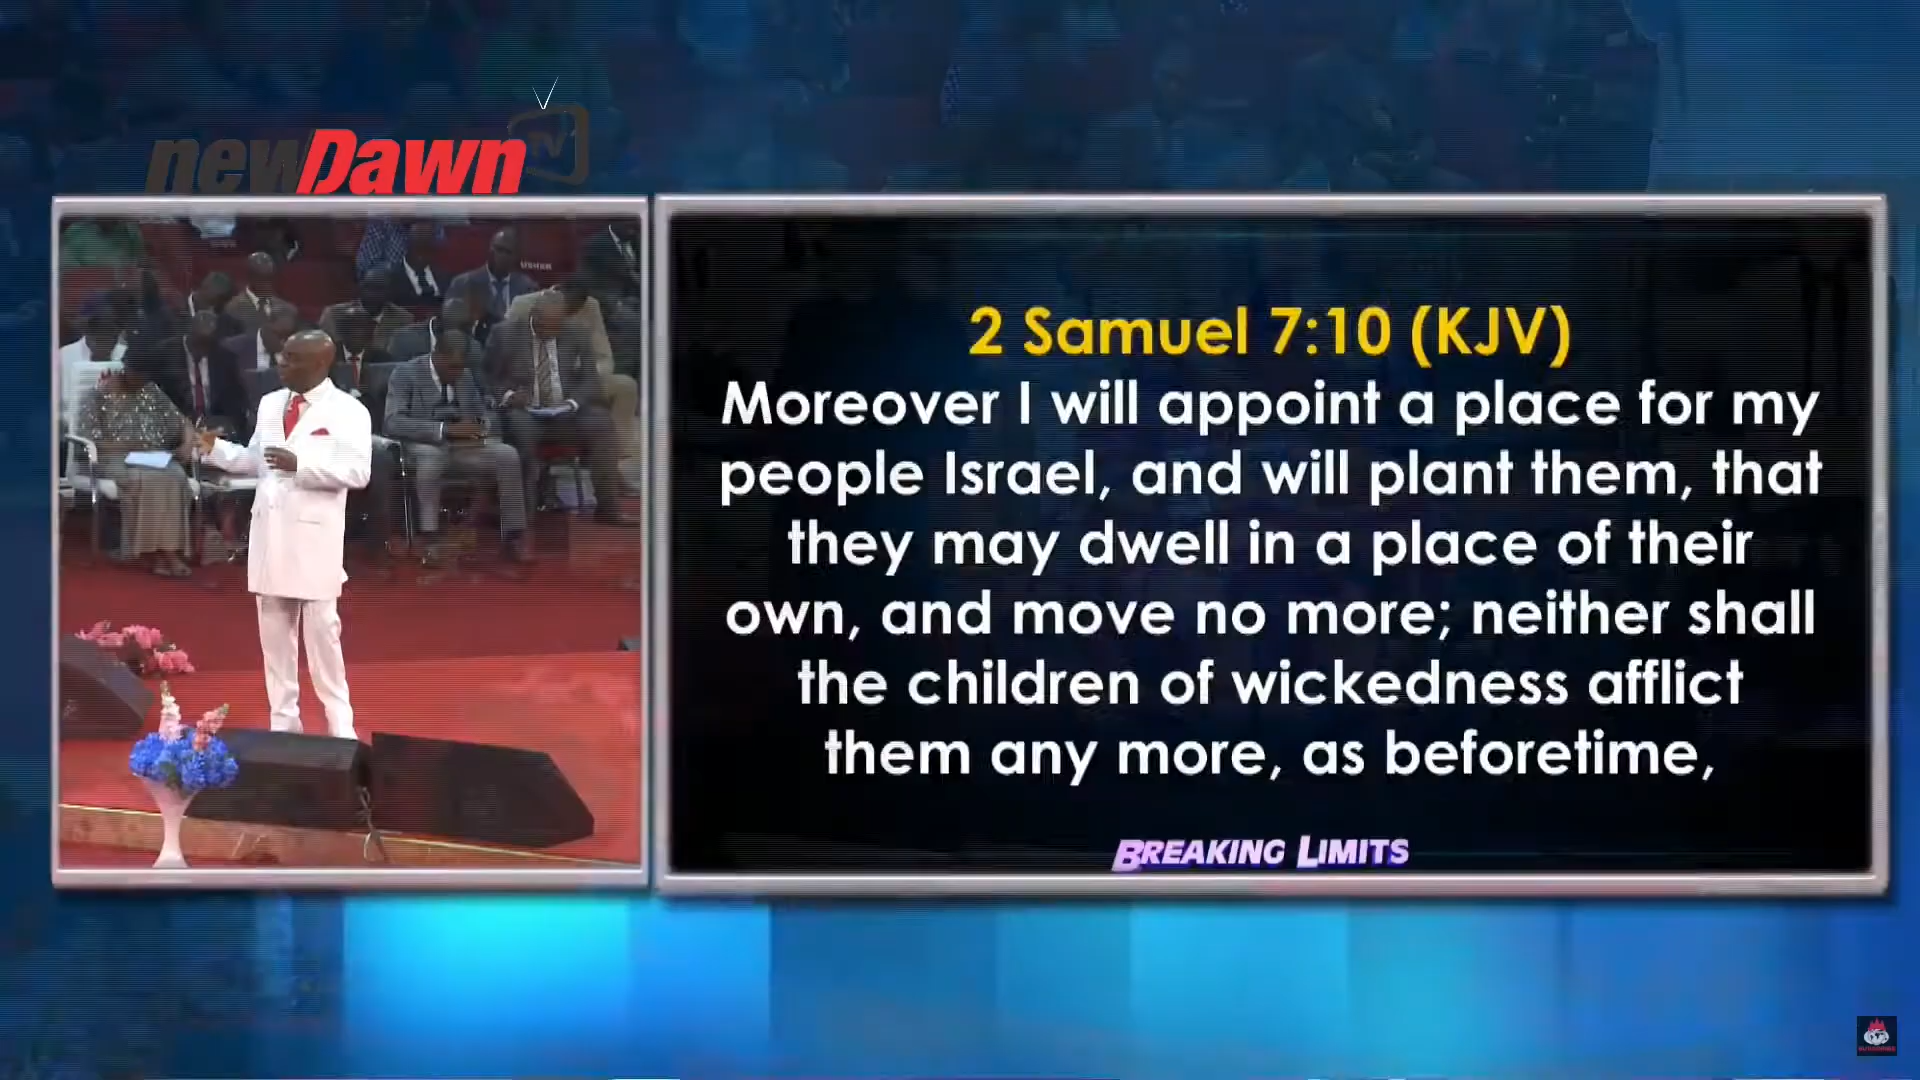 newDawn TV
USHER
2 Samuel 7:10 (KJV)
Moreover I will appoint a place for my
people Israel, and will plant them, that
they may dwell in a place of their
own, and move no more; neither shall
the children of wickedness afflict
them any more, as beforetime,
BREAKING LIMITS